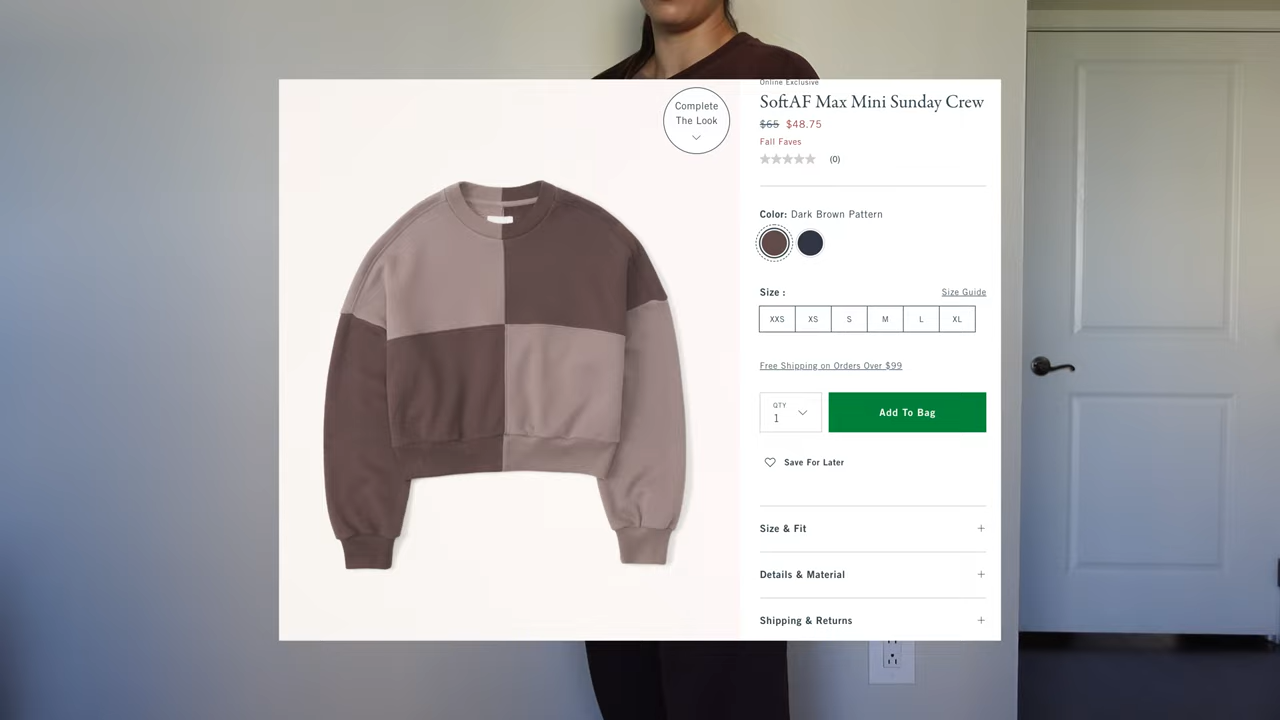 Complete
The Look
Online Exclusive
SoftAF Max Mini Sunday Crew
$65 $48.75
Fall Faves
(0)
Color: Dark Brown Pattern
Size :
Size Guide
XXS XS S M L XL
Free Shipping on Orders Over $99
QTY
1
Add To Bag
Save For Later
Size & Fit
Details & Material
Shipping & Returns